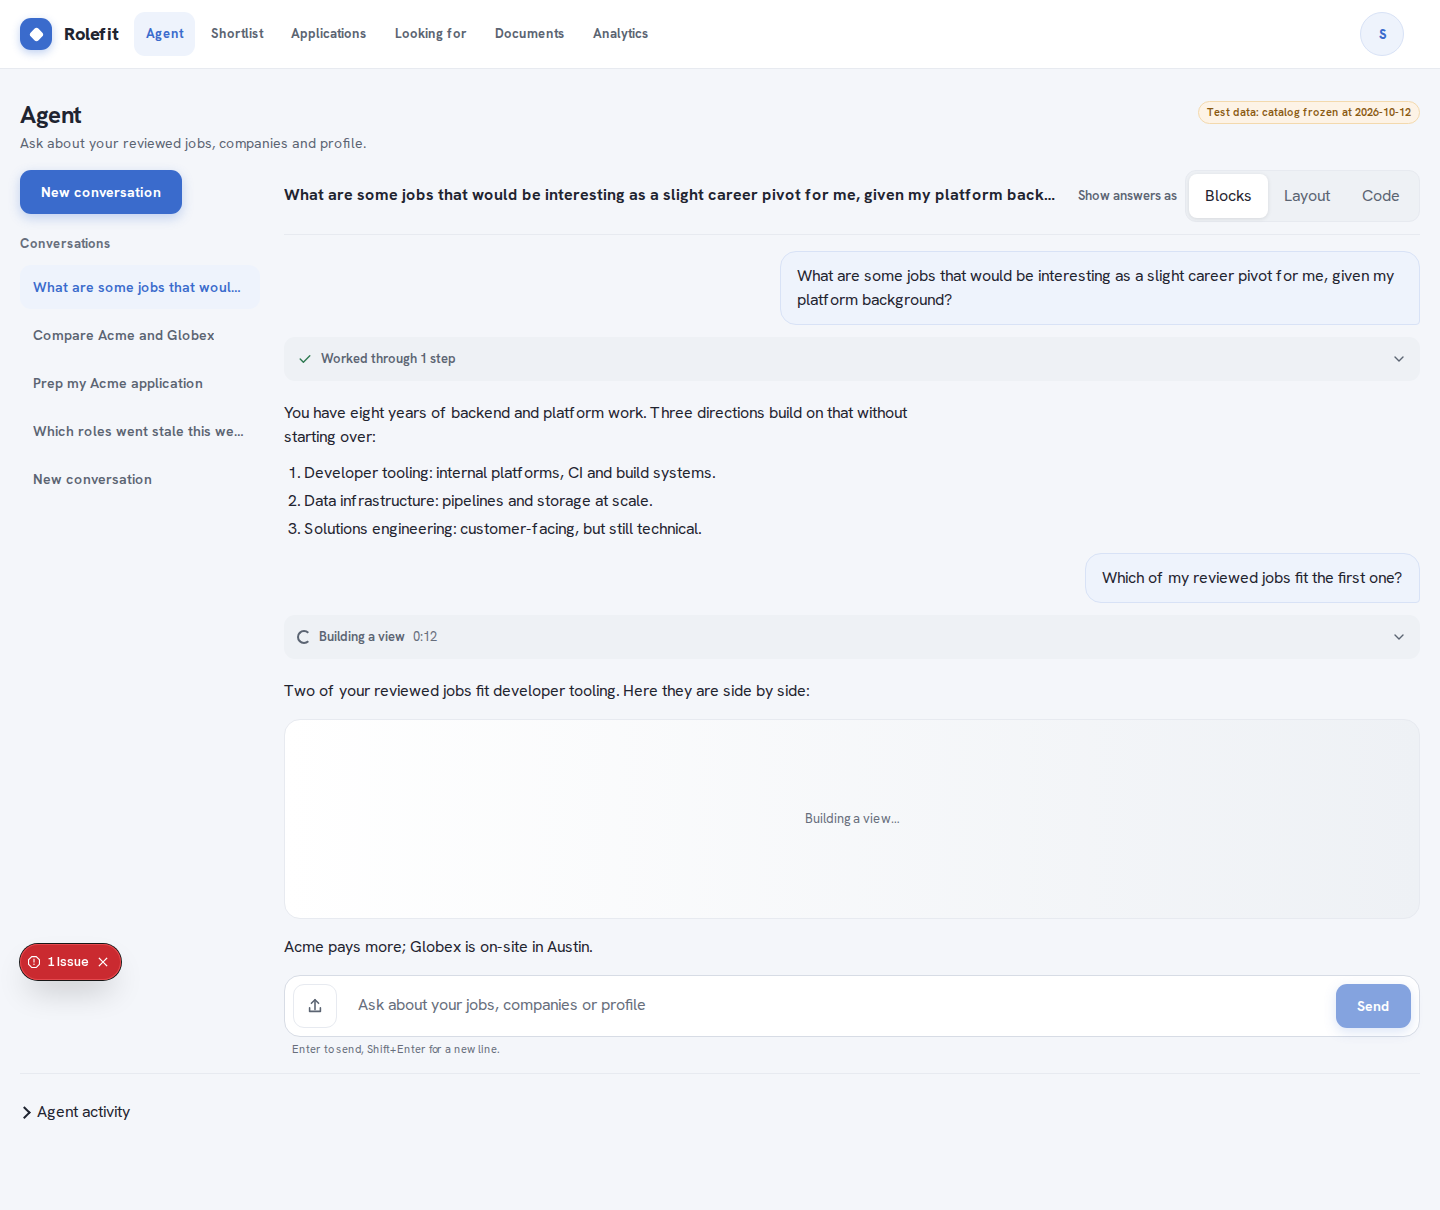 Rolefit
Agent
Shortlist
Applications
Looking for
Documents
Analytics
S
Agent
Ask about your reviewed jobs, companies and profile.
Test data: catalog frozen at 2026-10-12
New conversation
Conversations
What are some jobs that woul...
Compare Acme and Globex
Prep my Acme application
Which roles went stale this we...
New conversation
What are some jobs that would be interesting as a slight career pivot for me, given my platform back...
Show answers as
Blocks
Layout
Code
What are some jobs that would be interesting as a slight career pivot for me, given my
platform background?
Worked through 1 step
You have eight years of backend and platform work. Three directions build on that without
starting over:
1. Developer tooling: internal platforms, CI and build systems.
2. Data infrastructure: pipelines and storage at scale.
3. Solutions engineering: customer-facing, but still technical.
Which of my reviewed jobs fit the first one?
Building a view 0:12
Two of your reviewed jobs fit developer tooling. Here they are side by side:
Building a view...
Acme pays more; Globex is on-site in Austin.
1 Issue
Ask about your jobs, companies or profile
Send
Enter to send, Shift+Enter for a new line.
Agent activity